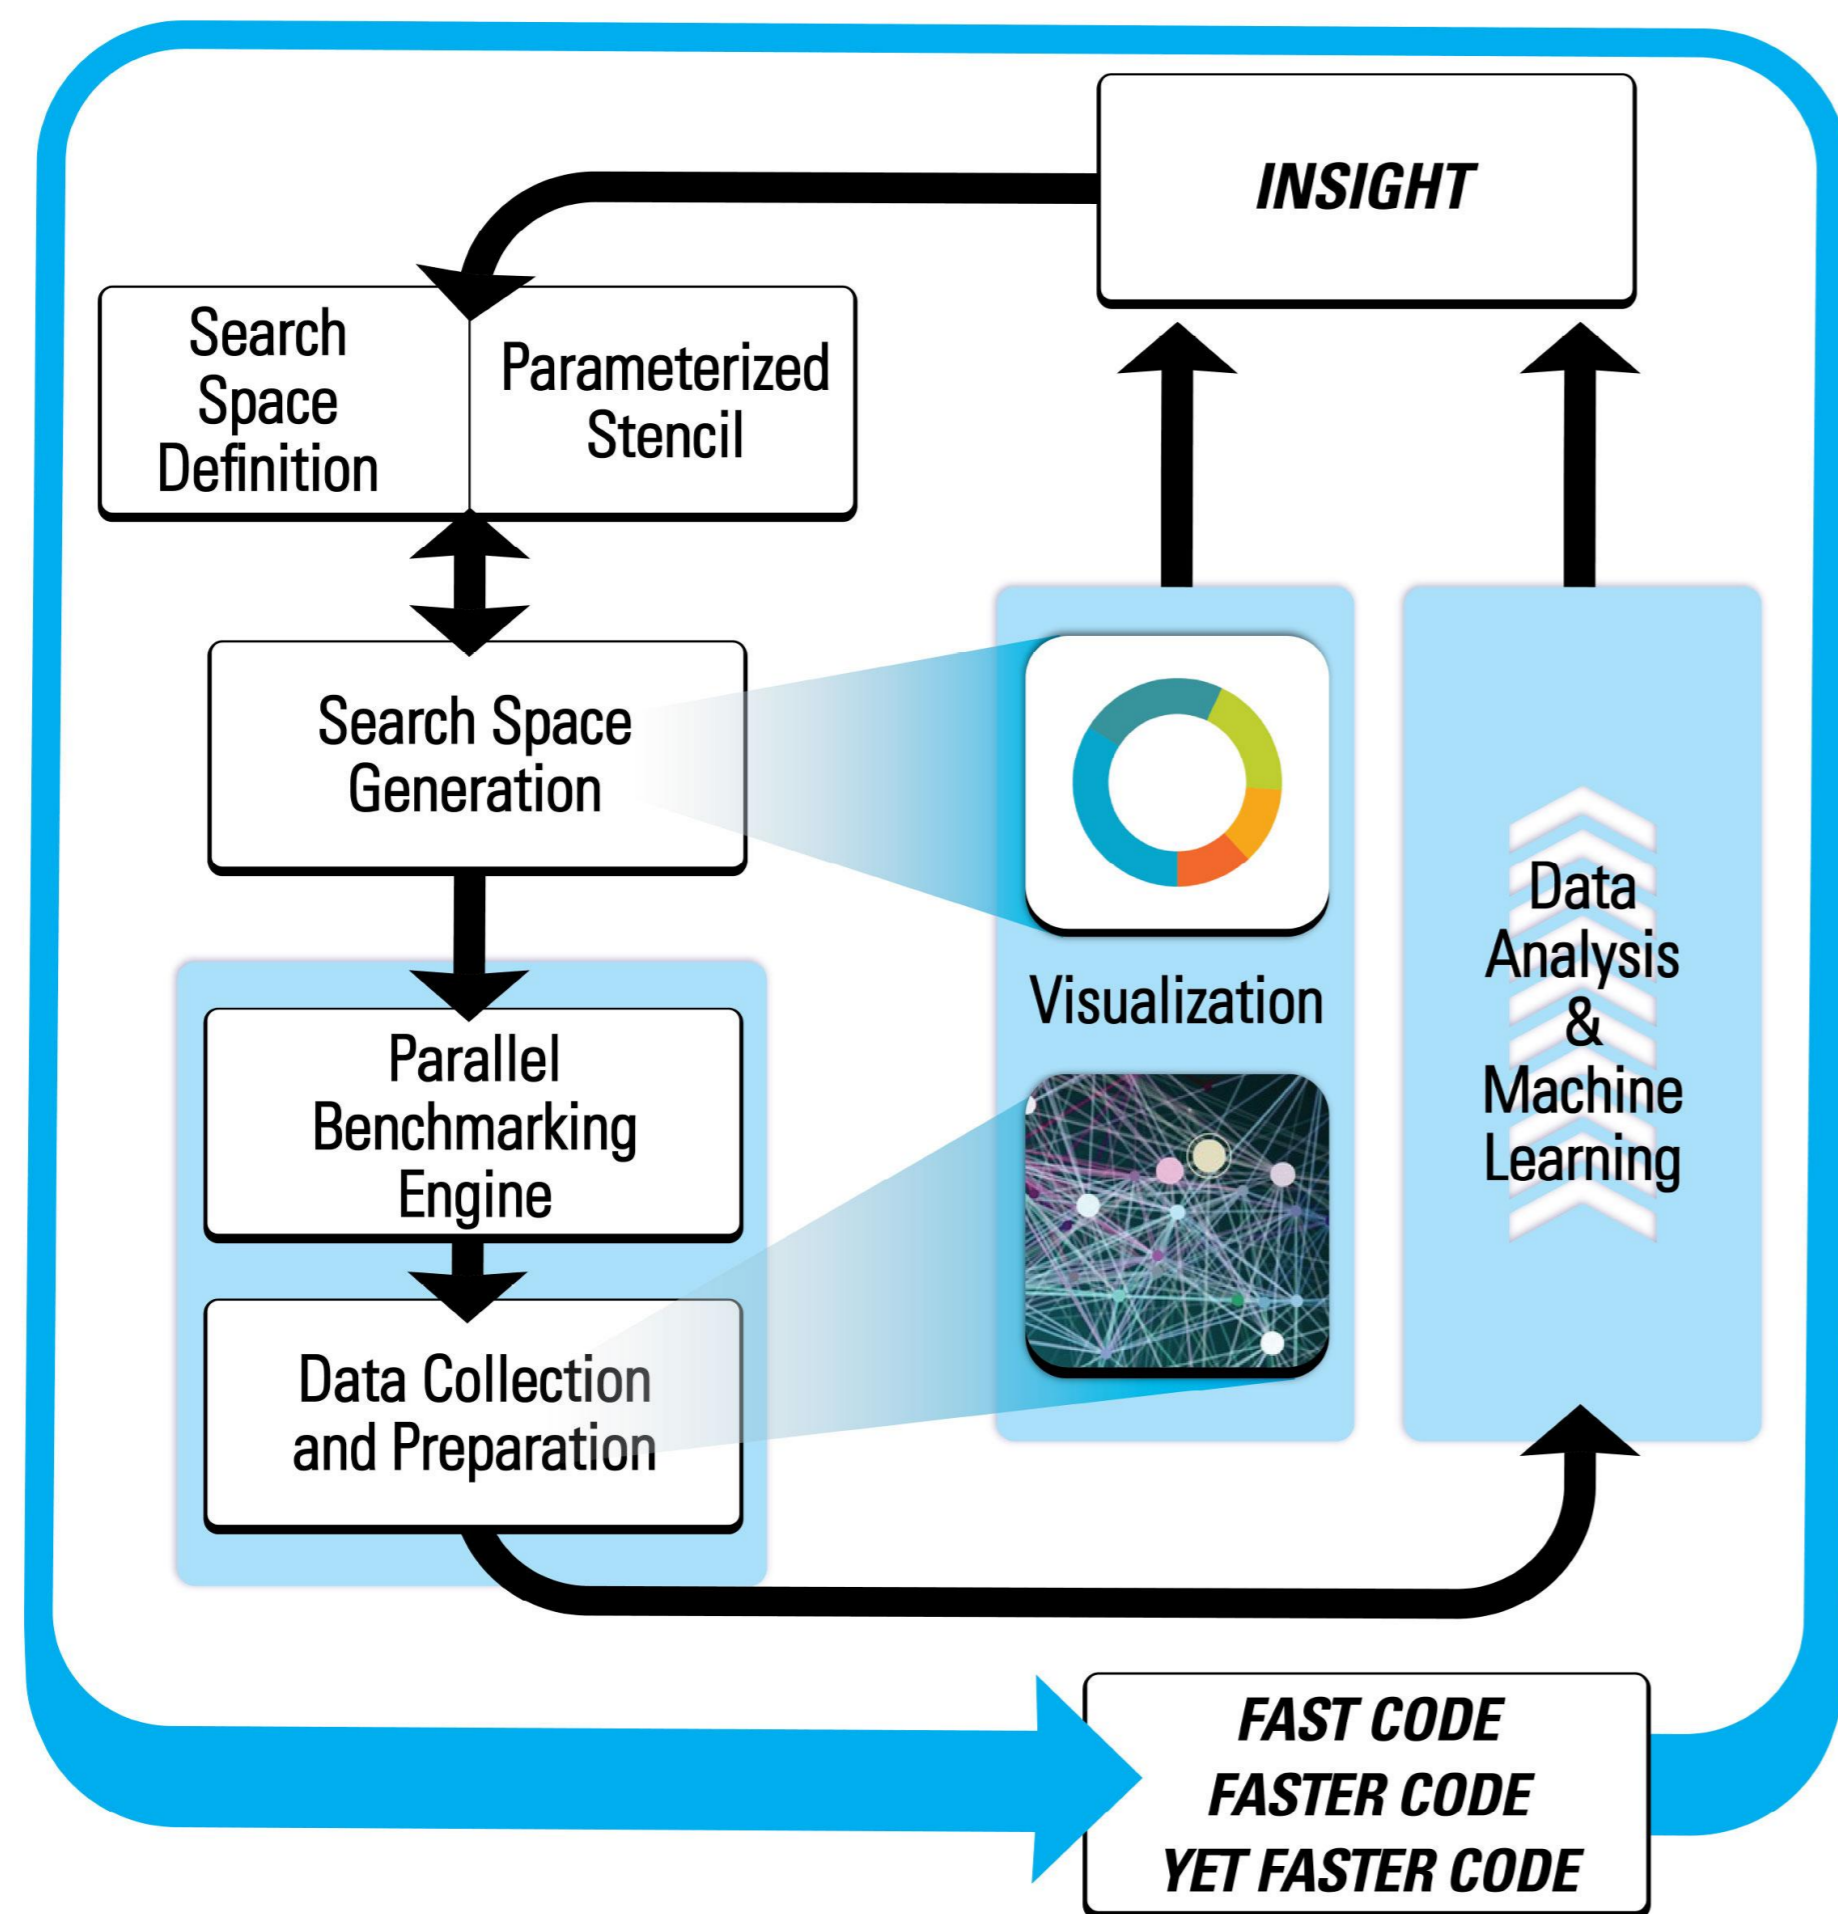 INSIGHT
Search
Space
Definition
Parameterized
Stencil
Search Space
Generation
Parallel
Benchmarking
Engine
Data Collection
and Preparation
Visualization
Data
Analysis
&
Machine
Learning
FAST CODE
FASTER CODE
YET FASTER CODE